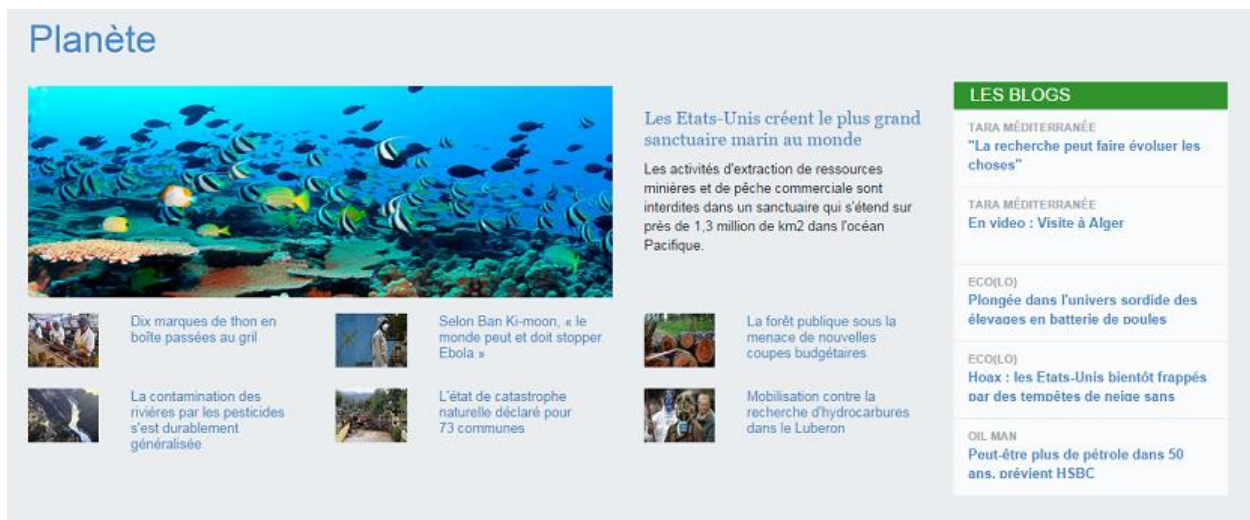 Planète
Les Etats-Unis créent le plus grand
sanctuaire marin au monde
Les activités d'extraction de ressources
minières et de pêche commerciale sont
interdites dans un sanctuaire qui s'étend sur
près de 1,3 million de km2 dans l'océan
Pacifique.
Dix marques de thon en
boîte passées au gril
Selon Ban Ki-moon, « le
monde peut et doit stopper
Ebola »
La forêt publique sous la
menace de nouvelles
coupes budgétaires
La contamination des
rivières par les pesticides
s'est durablement
généralisée
L'état de catastrophe
naturelle déclaré pour
73 communes
Mobilisation contre la
recherche d'hydrocarbures
dans le Luberon
LES BLOGS
TARA MÉDITERRANÉE
"La recherche peut faire évoluer les
choses"
TARA MÉDITERRANÉE
En video : Visite à Alger
ECO(LO)
Plongée dans l'univers sordide des
élevages en batterie de poules
ECO(LO)
Hoax : les Etats-Unis bientôt frappés
par des tempêtes de neige sans
OIL MAN
Peut-être plus de pétrole dans 50
ans, prévient HSBC